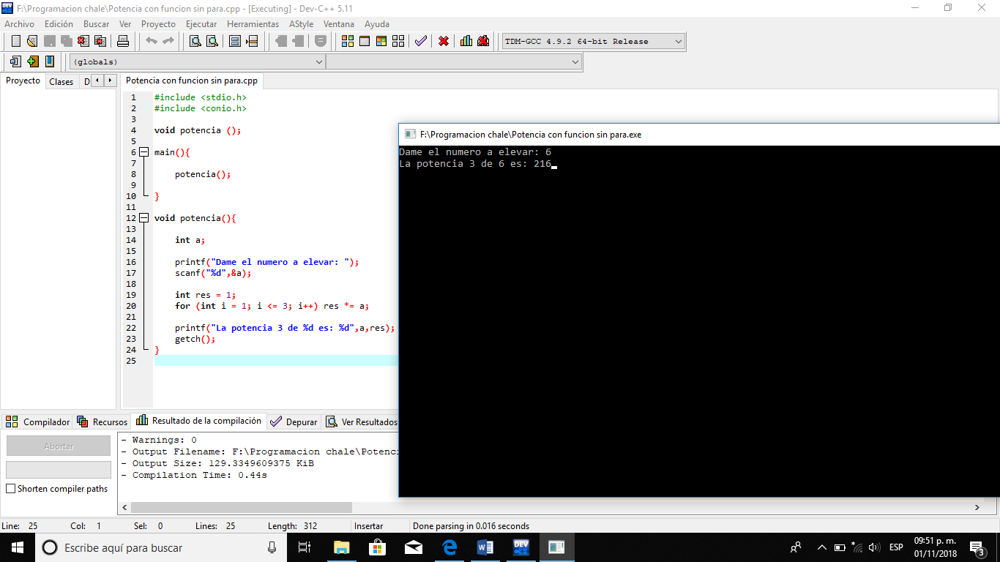 F:\Programacion chale\Potencia con funcion sin para.cpp - [Executing] - Dev-C++ 5.11
Archivo Edición Buscar Ver Proyecto Ejecutar Herramientas AStyle Ventana Ayuda
TDM-GCC 4.9.2 64-bit Release
(globals)
Proyecto Clases D
Potencia con funcion sin para.cpp
1 #include <stdio.h>
2 #include <conio.h>
3
4 void potencia ();
5
6 main(){
7
8 potencia();
9
10 }
11
12 void potencia(){
13
14 int a;
15
16 printf("Dame el numero a elevar: ");
17 scanf("%d",&a);
18
19 int res = 1;
20 for (int i = 1; i <= 3; i++) res *= a;
21
22 printf("La potencia 3 de %d es: %d",a,res);
23 getch();
24 }
25
F:\Programacion chale\Potencia con funcion sin para.exe
Dame el numero a elevar: 6
La potencia 3 de 6 es: 216
Compilador Recursos Resultado de la compilación Depurar Ver Resultados
Abortar
Shorten compiler paths
- Warnings: 0
- Output Filename: F:\Programacion chale\Potenci
- Output Size: 129.3349609375 KiB
- Compilation Time: 0.44s
Line: 25 Col: 1 Sel: 0 Lines: 25 Length: 312 Insertar Done parsing in 0.016 seconds
Escribe aquí para buscar
DEV
ESP
09:51 p. m.
01/11/2018
3